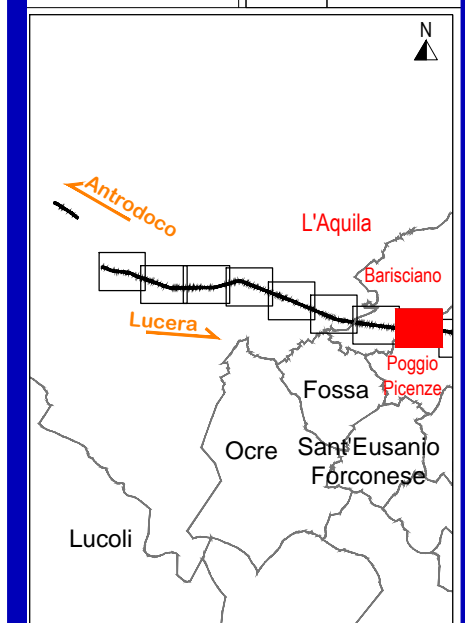 N
Antrodoco
L'Aquila
Barisciano
Lucera
Poggio
Picenze
Fossa
Ocre
Sant'Eusanio
Forconese
Lucoli